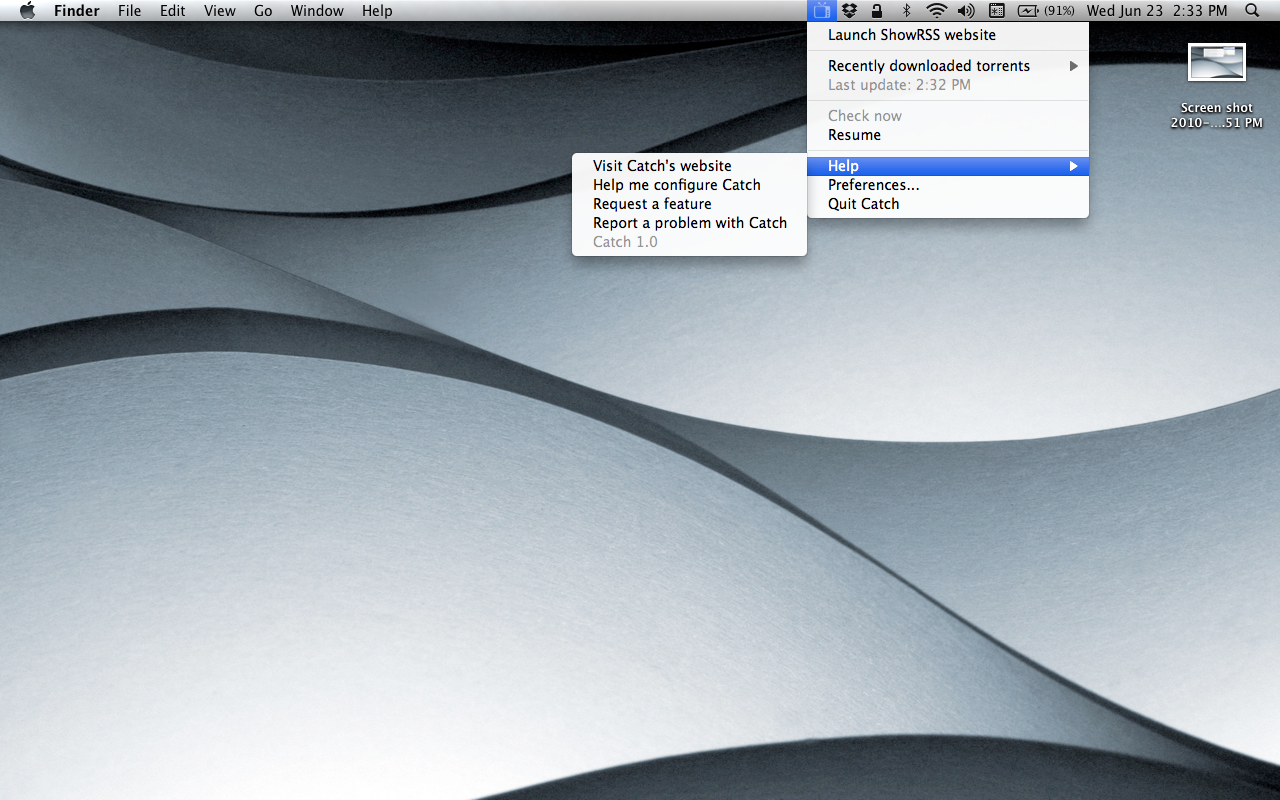 Finder File Edit View Go Window Help (91%) Wed Jun 23 2:33 PM
Launch ShowRSS website
Recently downloaded torrents
Last update: 2:32 PM
Check now
Resume
Help
Preferences...
Quit Catch
Visit Catch's website
Help me configure Catch
Request a feature
Report a problem with Catch
Catch 1.0
Screen shot
2010-....51 PM